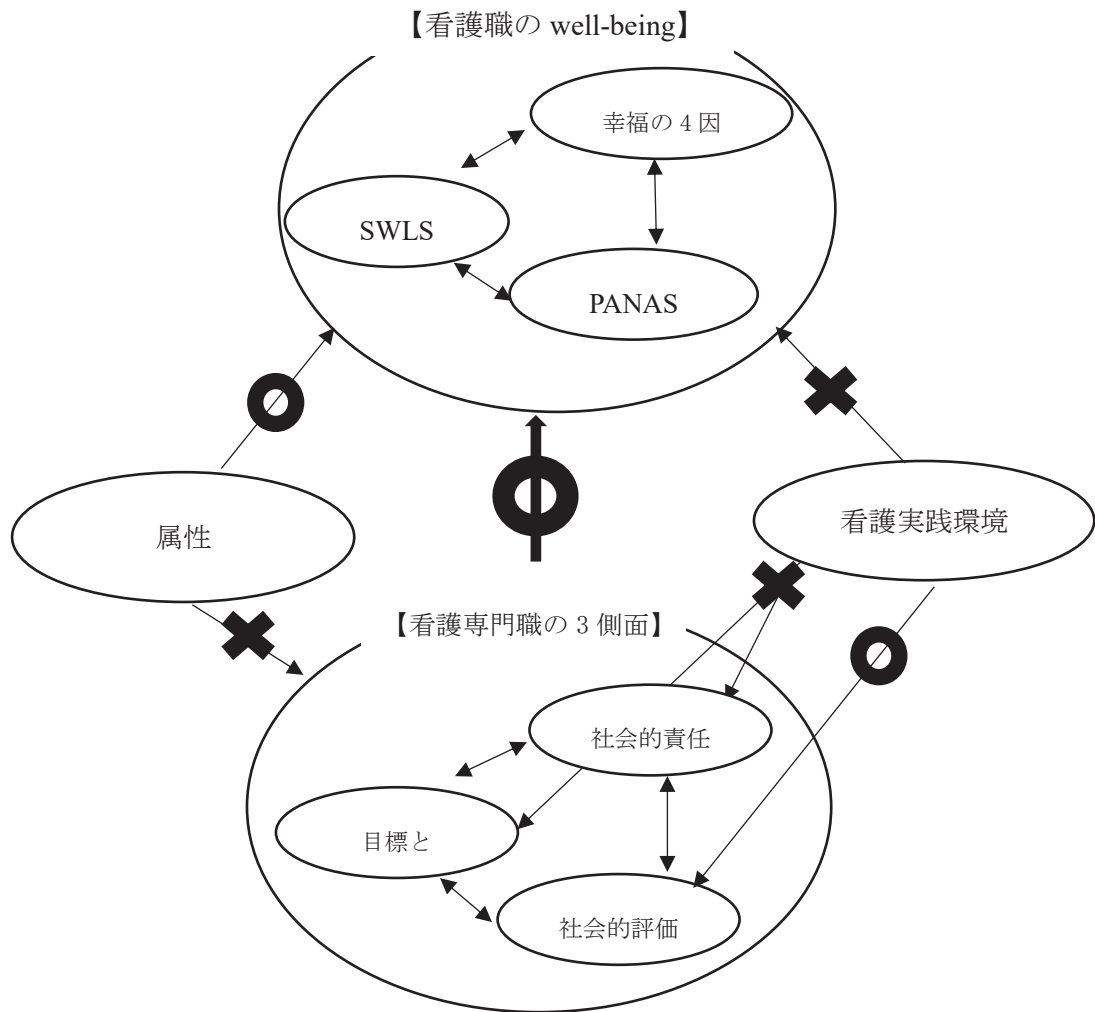 【看護職の well-being】
幸福の 4 因
SWLS
PANAS
属性
看護実践環境
【看護専門職の 3 側面】
社会的責任
目標と
社会的評価